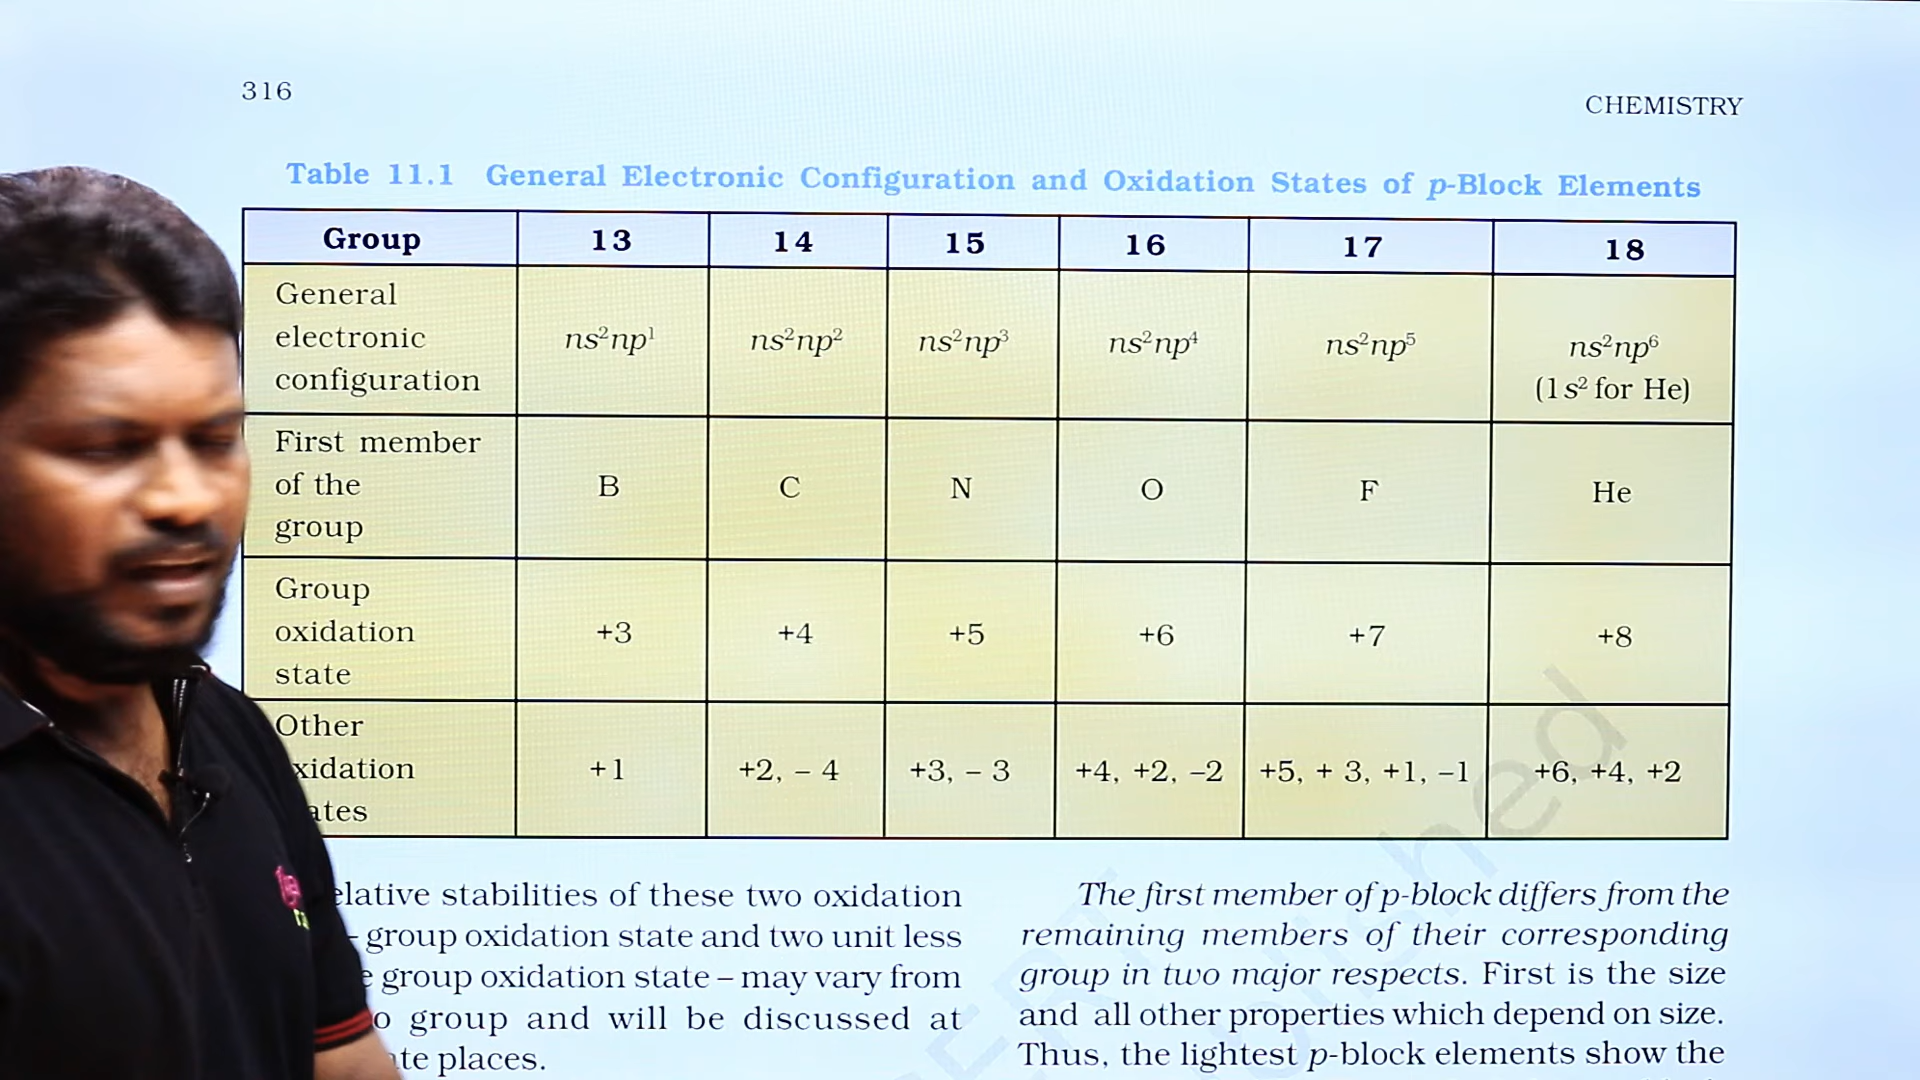 316
CHEMISTRY
Table 11.1 General Electronic Configuration and Oxidation States of p-Block Elements
Group 13 14 15 16 17 18
General electronic configuration ns²np¹ ns²np² ns²np³ ns²np⁴ ns²np⁵ ns²np⁶ (1s² for He)
First member of the group B C N O F He
Group oxidation state +3 +4 +5 +6 +7 +8
Other +1 +2, – 4 +3, – 3 +4, +2, –2 +5, + 3, +1, –1 +6, +4, +2
stabilities of these two oxidation
– group oxidation state and two unit less
group oxidation state – may vary from
group and will be discussed at
places.
The first member of p-block differs from the
remaining members of their corresponding
group in two major respects. First is the size
and all other properties which depend on size.
Thus, the lightest p-block elements show the